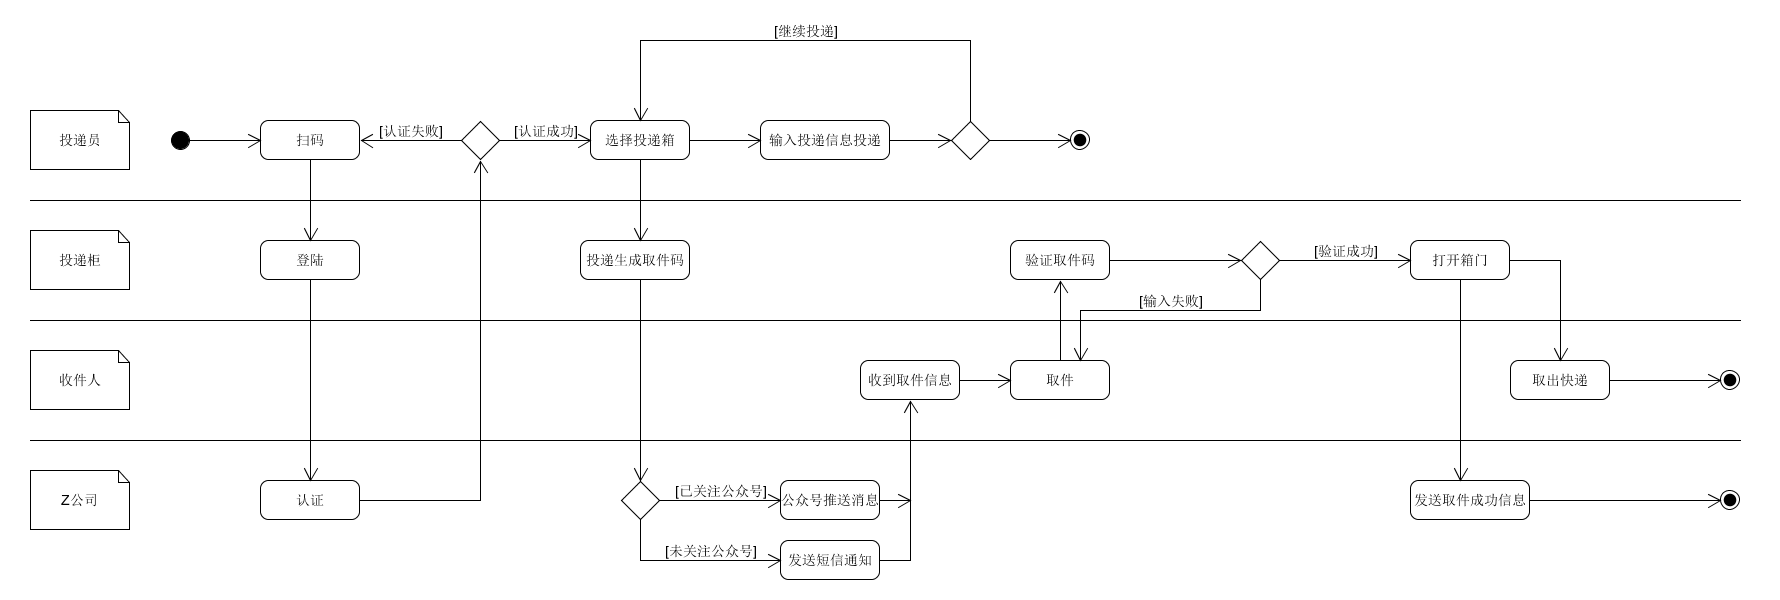 [继续投递]
投递员
扫码
[认证失败]
[认证成功]
选择投递箱
输入投递信息投递
投递柜
登陆
投递生成取件码
验证取件码
[验证成功]
打开箱门
[输入失败]
收件人
收到取件信息
取件
取出快递
Z公司
认证
[已关注公众号]
公众号推送消息
发送取件成功信息
[未关注公众号]
发送短信通知